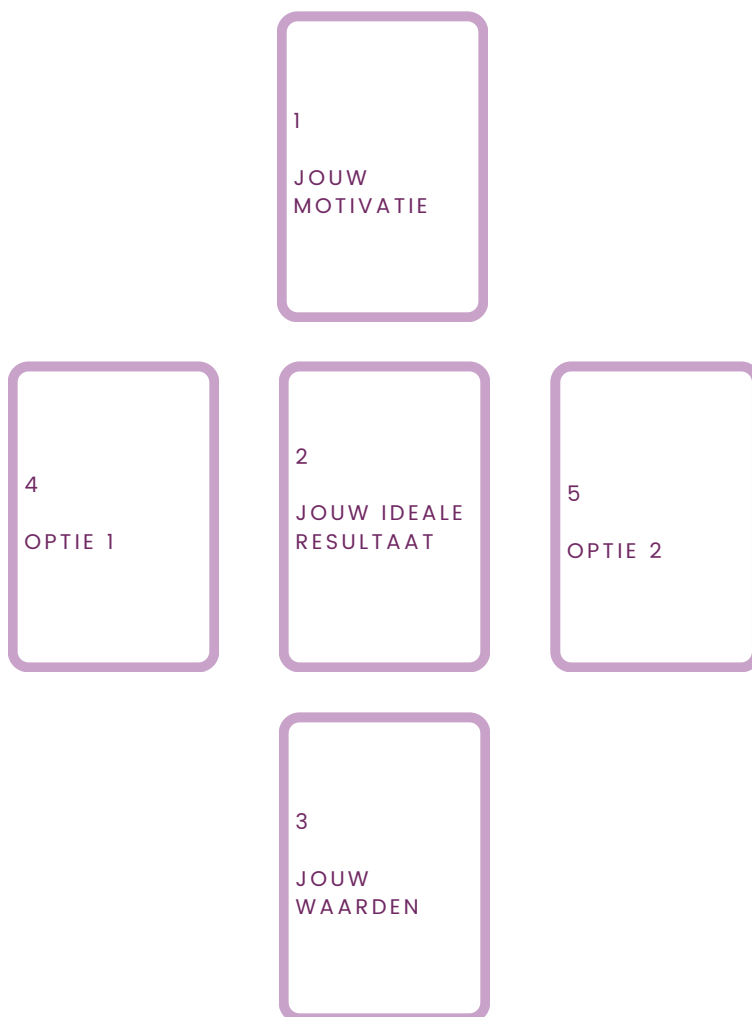 1
JOUW
MOTIVATIE
4
OPTIE 1
2
JOUW IDEALE
RESULTAAT
5
OPTIE 2
3
JOUW
WAARDEN